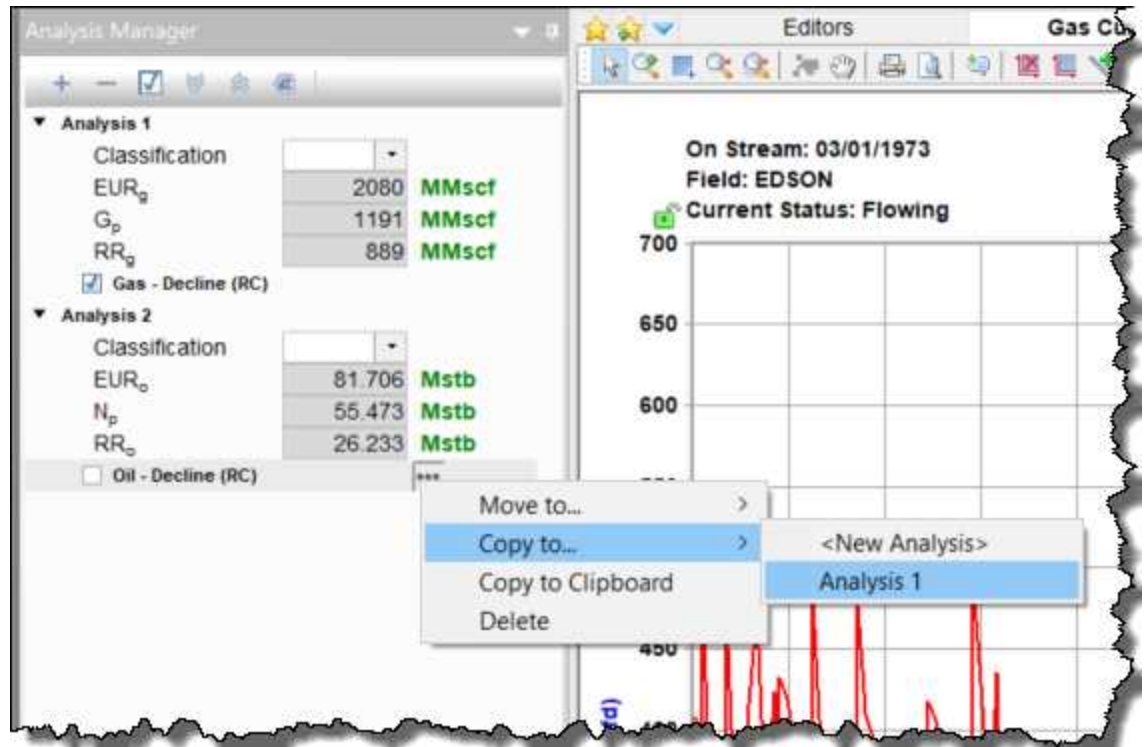 Analysis Manager
Analysis 1
Classification
EURg 2080 MMscf
Gp 1191 MMscf
RRg 889 MMscf
Gas - Decline (RC)
Analysis 2
Classification
EURo 81.706 Mstb
Np 55.473 Mstb
RRo 26.233 Mstb
Oil - Decline (RC) ***
Move to... >
Copy to... >
Copy to Clipboard
Delete
<New Analysis>
Analysis 1
Editors Gas
On Stream: 03/01/1973
Field: EDSON
Current Status: Flowing
700
650
600
450